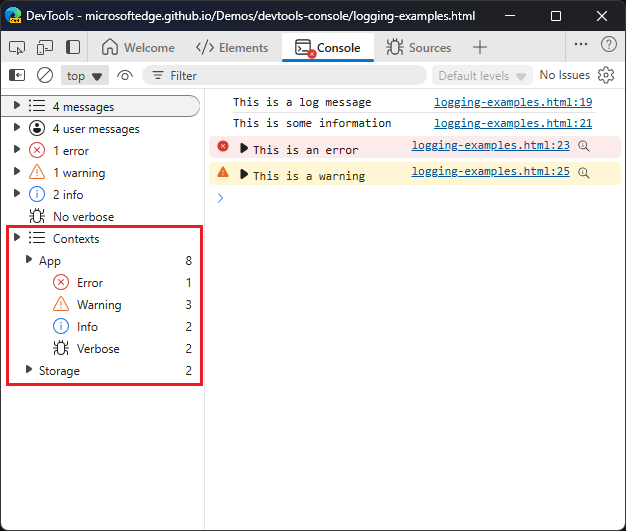 DevTools - microsoftedge.github.io/Demos/devtools-console/logging-examples.html
Welcome
Elements
Console
Sources
top
Filter
Default levels
No Issues
4 messages
4 user messages
1 error
1 warning
2 info
No verbose
Contexts
App 8
Error 1
Warning 3
Info 2
Verbose 2
Storage 2
This is a log message logging-examples.html:19
This is some information logging-examples.html:21
This is an error logging-examples.html:23
This is a warning logging-examples.html:25